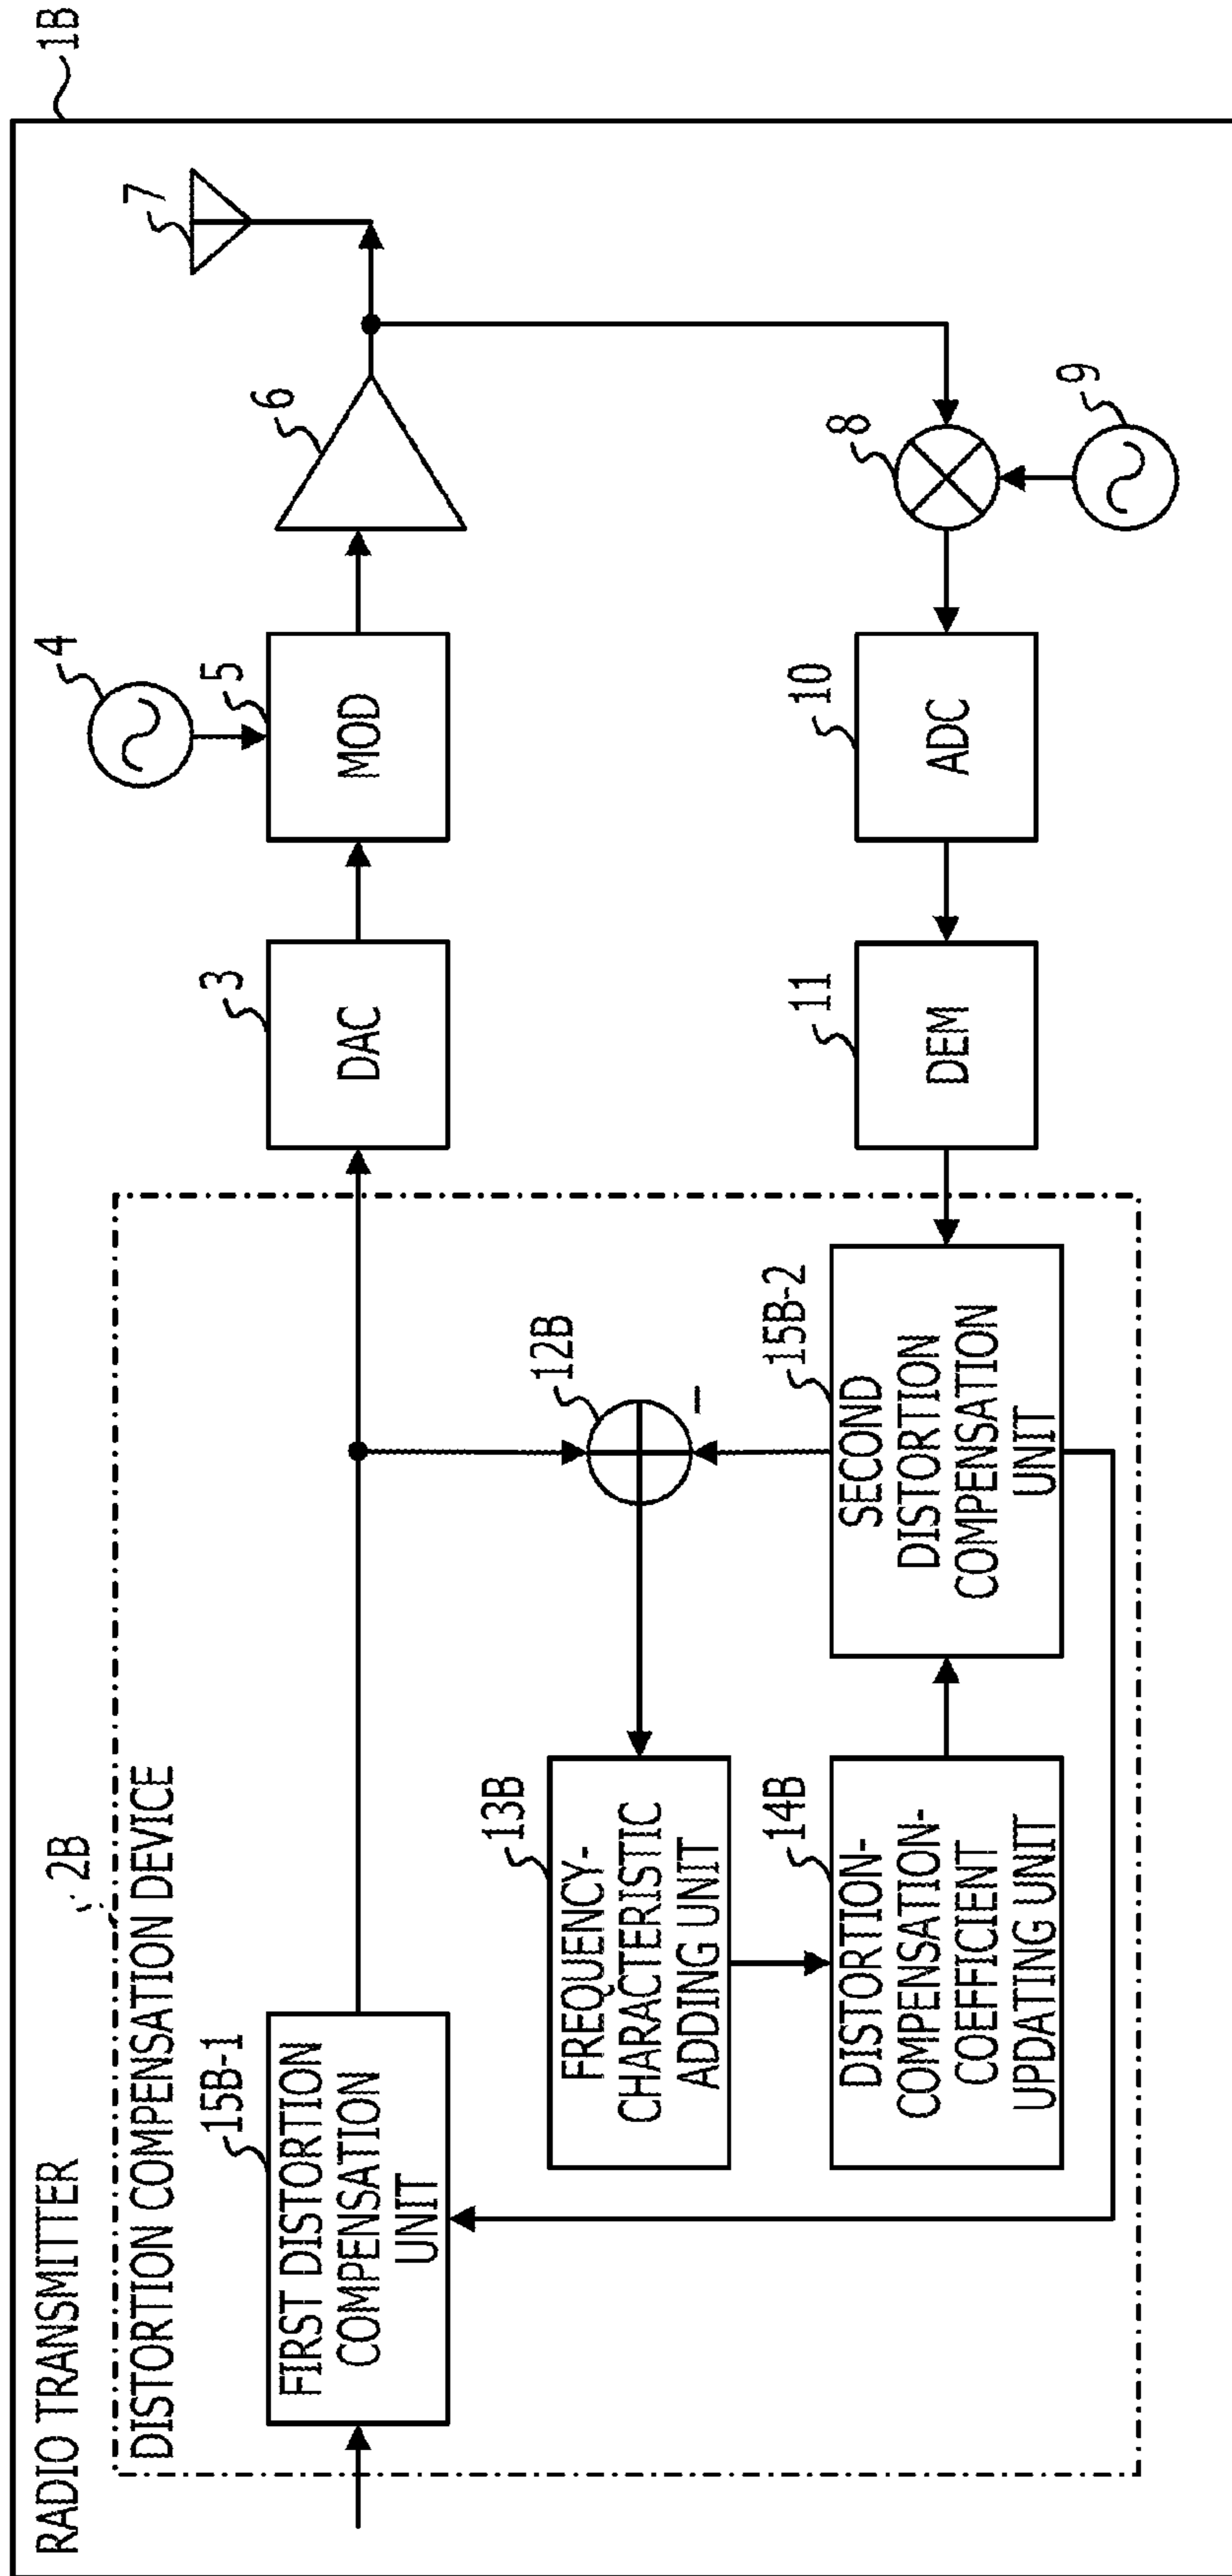 RADIO TRANSMITTER
1B
DISTORTION COMPENSATION DEVICE
2B
15B-1
FIRST DISTORTION
COMPENSATION
UNIT
3
DAC
4
5
MOD
6
7
12B
−
13B
FREQUENCY-
CHARACTERISTIC
ADDING UNIT
14B
DISTORTION-
COMPENSATION-
COEFFICIENT
UPDATING UNIT
15B-2
SECOND
DISTORTION
COMPENSATION
UNIT
11
DEM
10
ADC
8
9